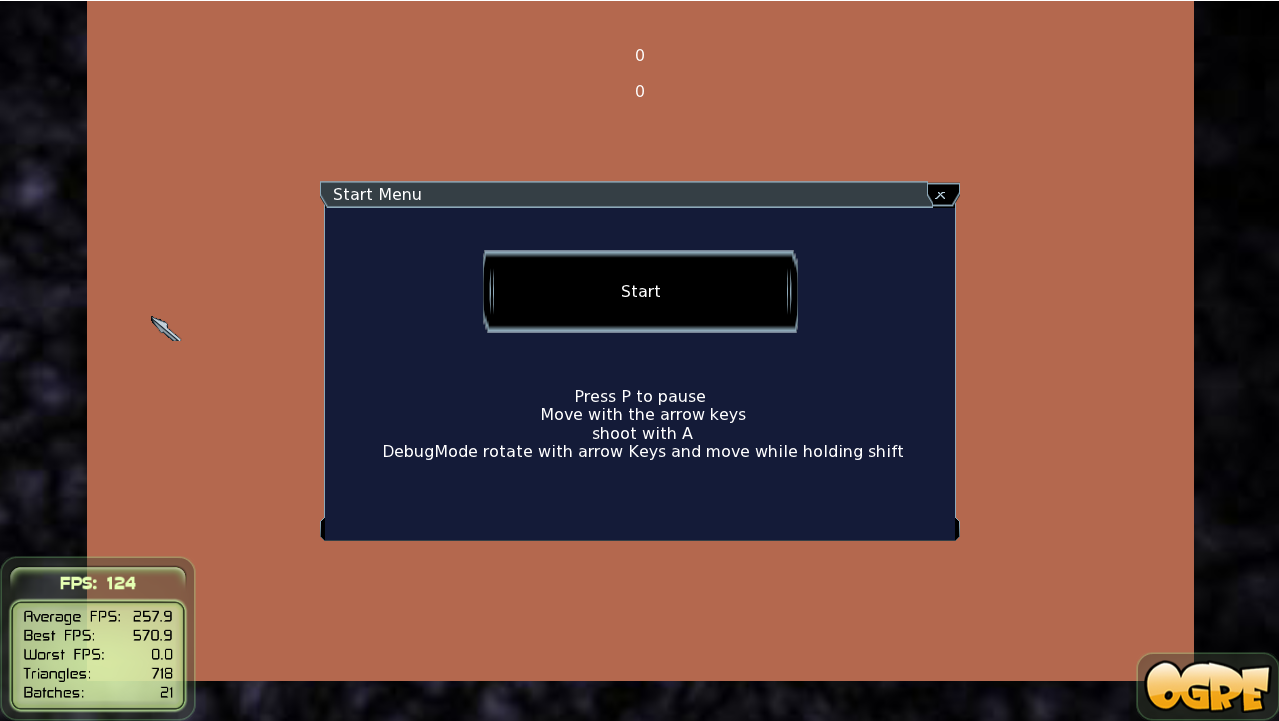 0
0
Start Menu
Start
Press P to pause
Move with the arrow keys
shoot with A
DebugMode rotate with arrow Keys and move while holding shift
FPS: 124
Average FPS: 257.9
Best FPS: 570.9
Worst FPS: 0.0
Triangles: 718
Batches: 21
OGRE